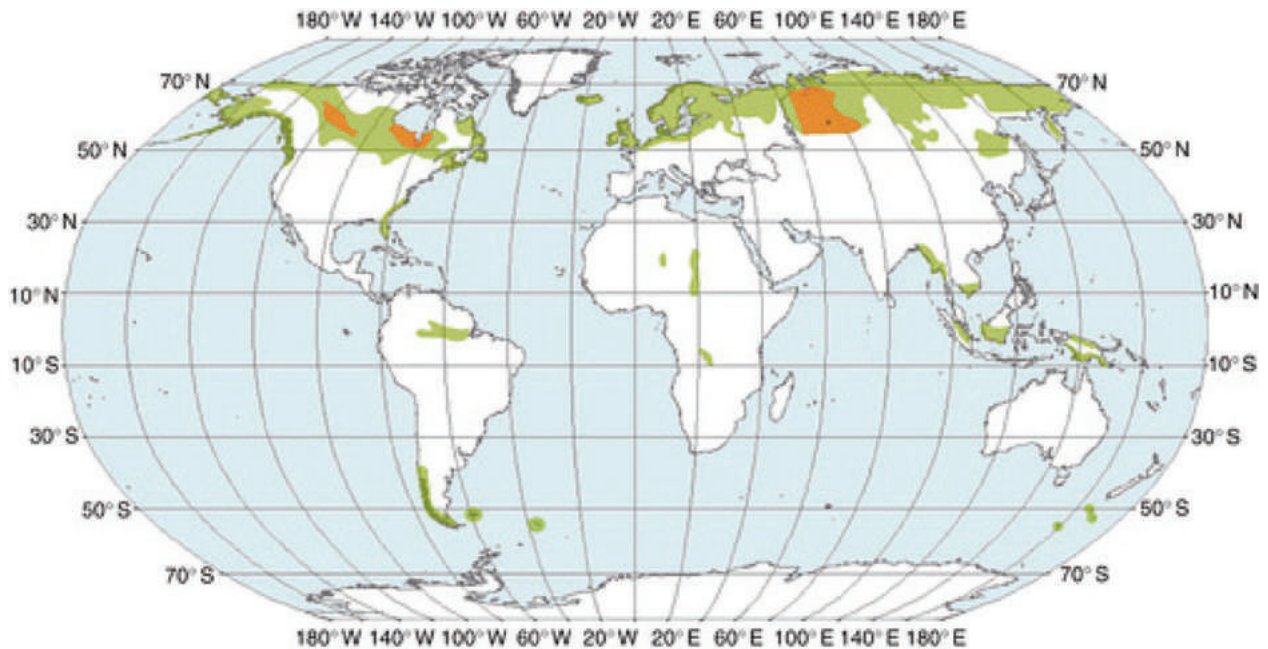 180° W 140° W 100° W 60° W 20° W 20° E 60° E 100° E 140° E 180° E
70° N 70° N
50° N 50° N
30° N 30° N
10° N 10° N
10° S 10° S
30° S 30° S
50° S 50° S
70° S 70° S
180° W 140° W 100° W 60° W 20° W 20° E 60° E 100° E 140° E 180° E